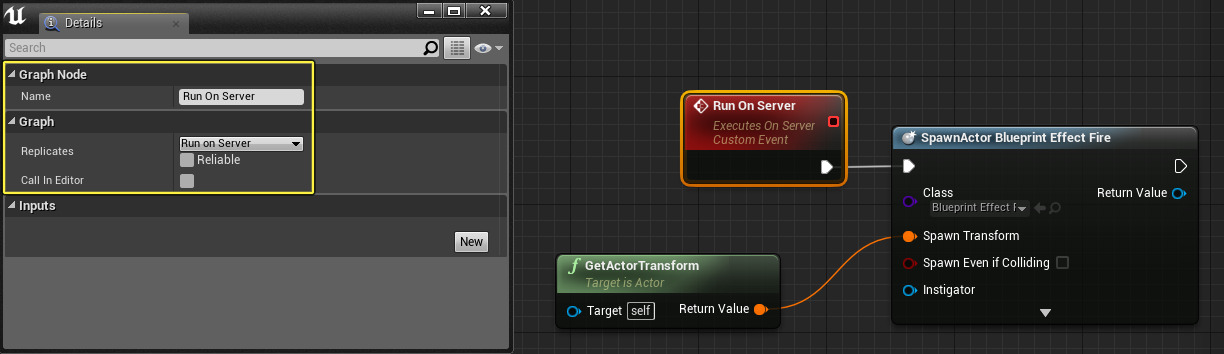 Details
Search
Graph Node
Name Run On Server
Graph
Replicates Run on Server
Reliable
Call In Editor
Inputs
New
Run On Server
Executes On Server
Custom Event
GetActorTransform
Target is Actor
Target self Return Value
SpawnActor Blueprint Effect Fire
Class Return Value
Blueprint Effect F
Spawn Transform
Spawn Even if Colliding
Instigator